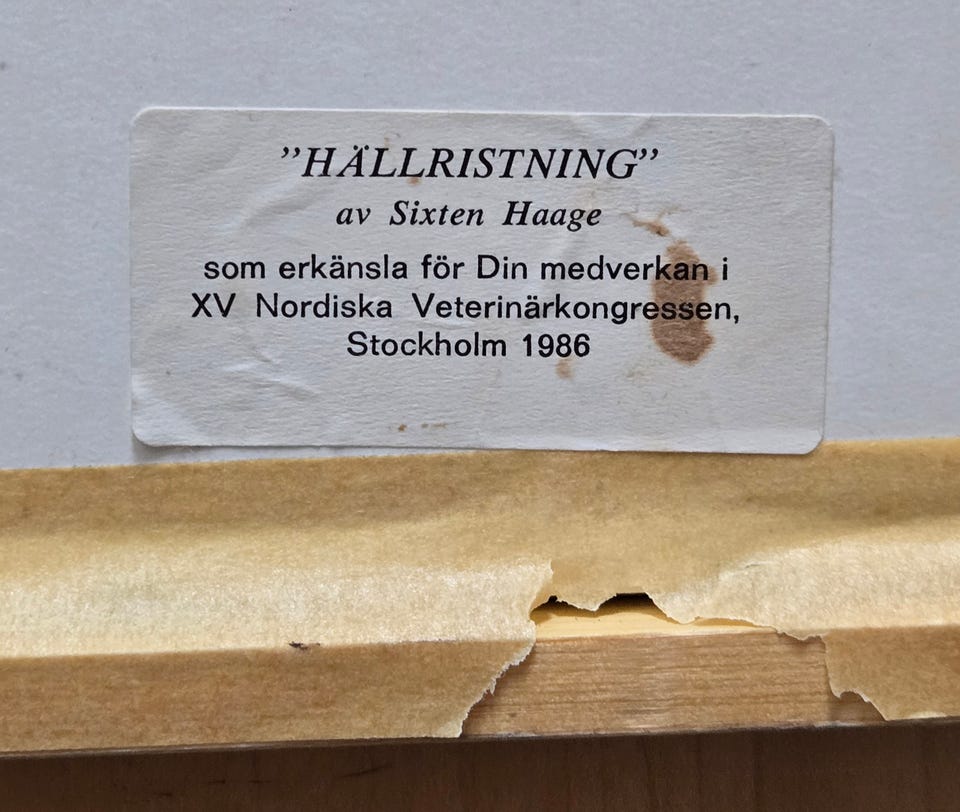 ”HÄLLRISTNING”
av Sixten Haage
som erkänsla för Din medverkan i
XV Nordiska Veterinärkongressen,
Stockholm 1986